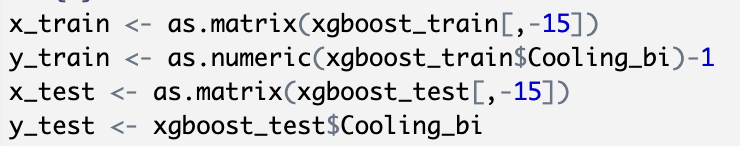 x_train <- as.matrix(xgboost_train[,-15])
y_train <- as.numeric(xgboost_train$Cooling_bi)-1
x_test <- as.matrix(xgboost_test[,-15])
y_test <- xgboost_test$Cooling_bi